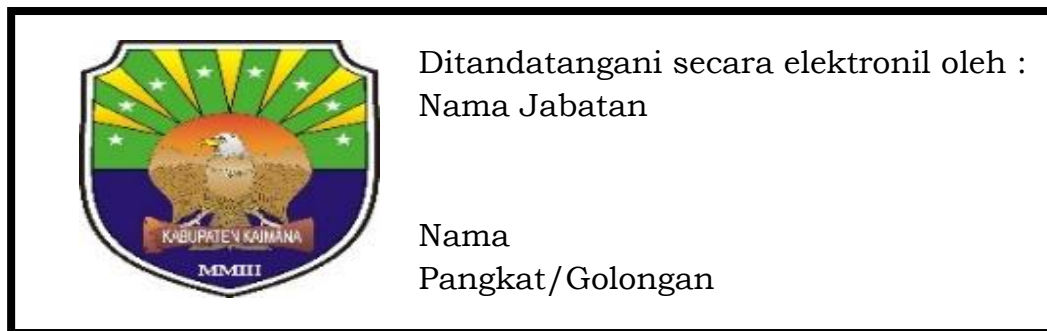 Ditandatangani secara elektronil oleh :
Nama Jabatan
KABUPATEN KAIMANA
MMIII
Nama
Pangkat/Golongan